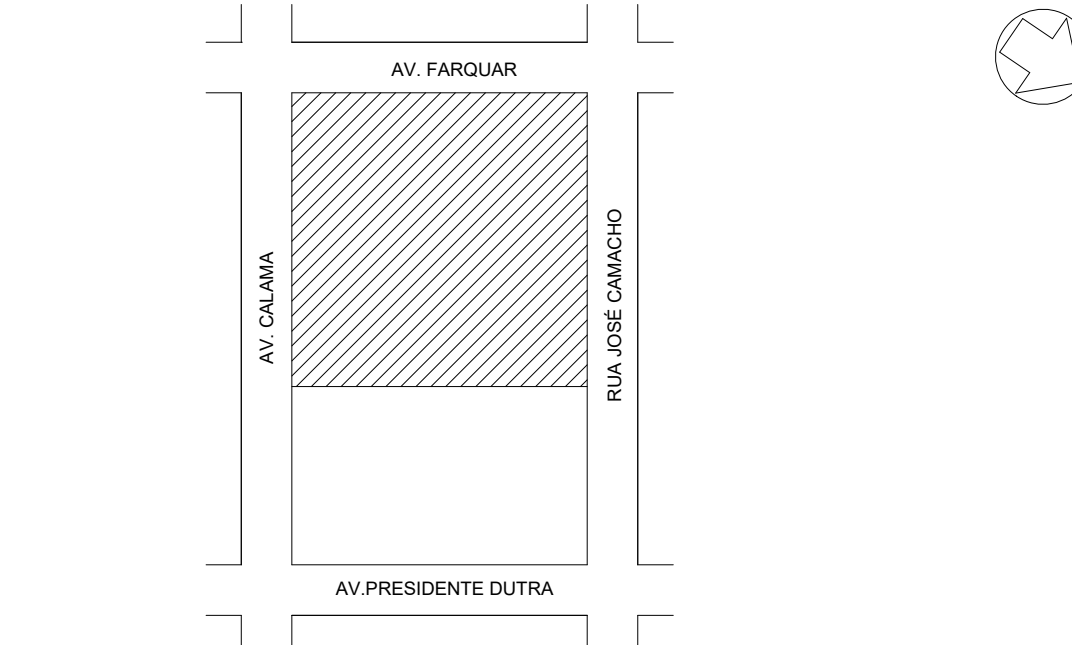 AV. FARQUAR
AV. CALAMA
RUA JOSÉ CAMACHO
AV.PRESIDENTE DUTRA